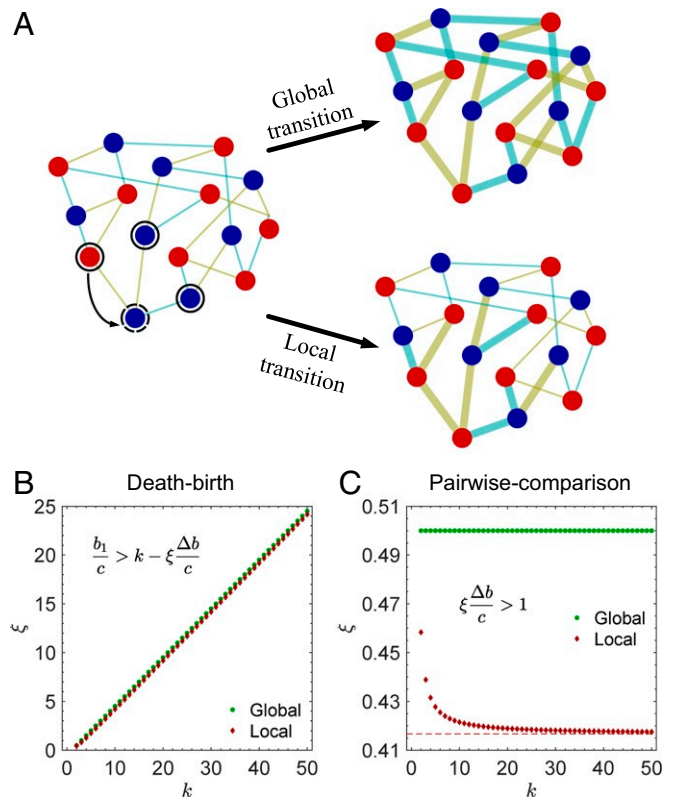 A
Global
transition
Local
transition
B
Death-birth
C
Pairwise-comparison
25
20
15
10
5
0
ξ
b₁/c > k − ξ Δb/c
Global
Local
0 10 20 30 40 50
k
0.51
0.49
0.47
0.45
0.43
0.41
ξ
ξ Δb/c > 1
Global
Local
0 10 20 30 40 50
k